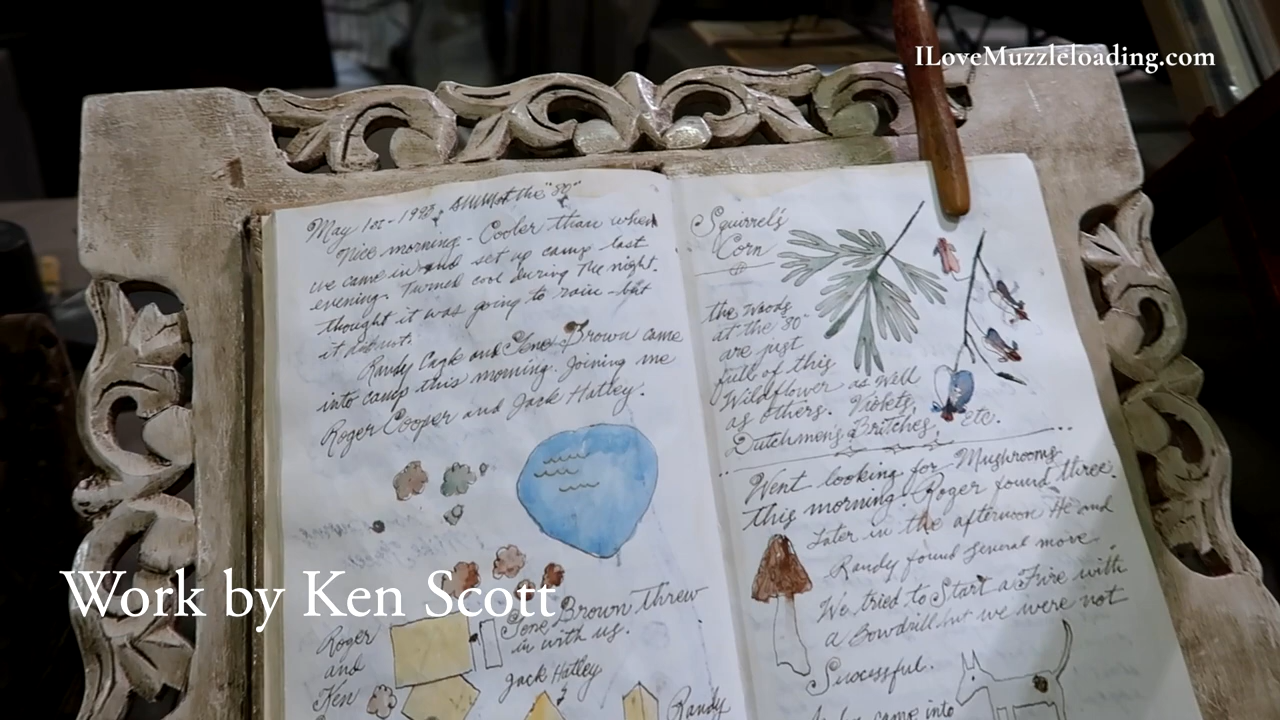 ILoveMuzzleloading.com
May 1st - 1993, at the "80"
Nice morning - Cooler than when
we came in and set up camp last
evening. Turned cool during the night.
thought it was going to rain - but
it did not.
Randy Cagle and Gene Brown came
into camp this morning. Joining me
Roger Cooper and Jack Hatley.
Gene Brown threw
in with us.
Roger
and
Ken
Jack Hatley
Randy
Squirrel's
Corn
the woods
at the "80"
are just
full of this
Wildflower as well
as others. Violets,
Dutchmen's Britches, Etc.
Went looking for Mushrooms
this morning. Roger found three.
Later in the afternoon He and
Randy found several more.
We tried to Start a Fire with
a Bowdrill but we were not
Successful.
came into
Work by Ken Scott